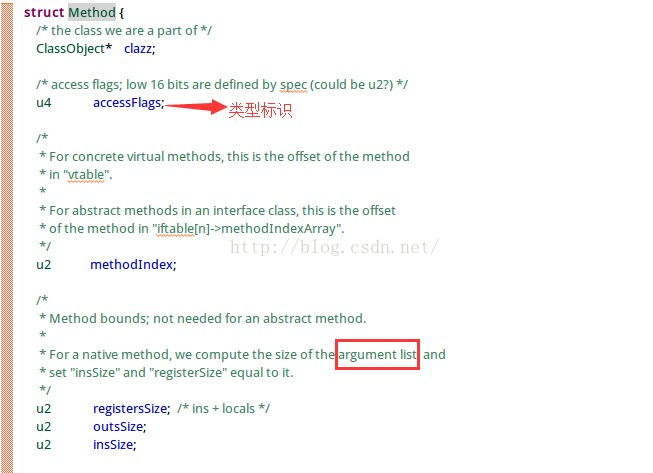 struct Method {
/* the class we are a part of */
ClassObject* clazz;
/* access flags; low 16 bits are defined by spec (could be u2?) */
u4 accessFlags; 类型标识
/*
* For concrete virtual methods, this is the offset of the method
* in "vtable".
*
* For abstract methods in an interface class, this is the offset
* of the method in "iftable[n]->methodIndexArray".
*/
http://blog.csdn.net/
u2 methodIndex;
/*
* Method bounds; not needed for an abstract method.
*
* For a native method, we compute the size of the argument list, and
* set "insSize" and "registerSize" equal to it.
*/
u2 registersSize; /* ins + locals */
u2 outsSize;
u2 insSize;